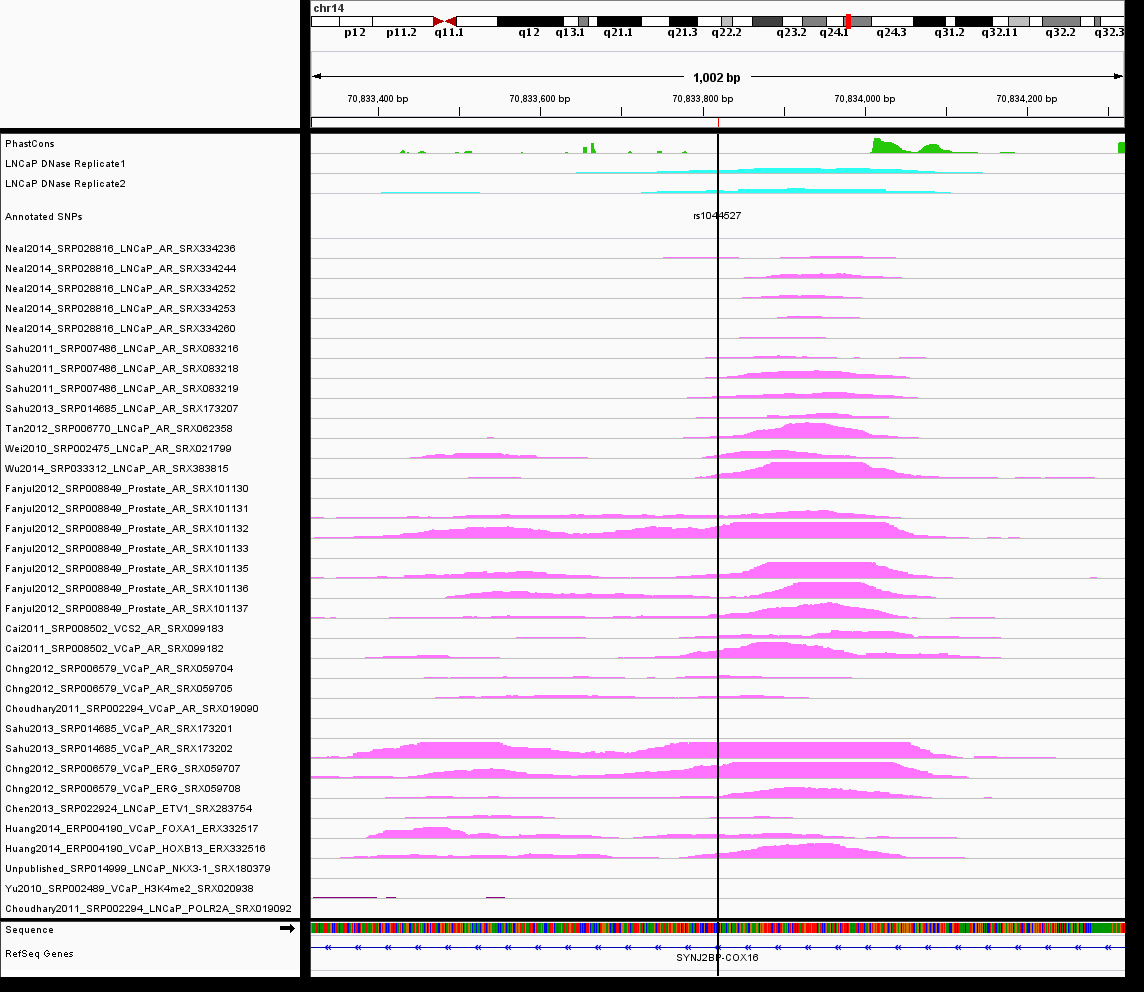 chr14
p12 p11.2 q11.1 q12 q13.1 q21.1 q21.3 q22.2 q23.2 q24.1 q24.3 q31.2 q32.11 q32.2 q32.3
1,002 bp
70,833,400 bp 70,833,600 bp 70,833,800 bp 70,834,000 bp 70,834,200 bp
PhastCons
LNCaP DNase Replicate1
LNCaP DNase Replicate2
Annotated SNPs rs1044527
Neal2014_SRP028816_LNCaP_AR_SRX334236
Neal2014_SRP028816_LNCaP_AR_SRX334244
Neal2014_SRP028816_LNCaP_AR_SRX334252
Neal2014_SRP028816_LNCaP_AR_SRX334253
Neal2014_SRP028816_LNCaP_AR_SRX334260
Sahu2011_SRP007486_LNCaP_AR_SRX083216
Sahu2011_SRP007486_LNCaP_AR_SRX083218
Sahu2011_SRP007486_LNCaP_AR_SRX083219
Sahu2013_SRP014685_LNCaP_AR_SRX173207
Tan2012_SRP006770_LNCaP_AR_SRX062358
Wei2010_SRP002475_LNCaP_AR_SRX021799
Wu2014_SRP033312_LNCaP_AR_SRX383815
Fanjul2012_SRP008849_Prostate_AR_SRX101130
Fanjul2012_SRP008849_Prostate_AR_SRX101131
Fanjul2012_SRP008849_Prostate_AR_SRX101132
Fanjul2012_SRP008849_Prostate_AR_SRX101133
Fanjul2012_SRP008849_Prostate_AR_SRX101135
Fanjul2012_SRP008849_Prostate_AR_SRX101136
Fanjul2012_SRP008849_Prostate_AR_SRX101137
Cai2011_SRP008502_VCS2_AR_SRX099183
Cai2011_SRP008502_VCaP_AR_SRX099182
Chng2012_SRP006579_VCaP_AR_SRX059704
Chng2012_SRP006579_VCaP_AR_SRX059705
Choudhary2011_SRP002294_VCaP_AR_SRX019090
Sahu2013_SRP014685_VCaP_AR_SRX173201
Sahu2013_SRP014685_VCaP_AR_SRX173202
Chng2012_SRP006579_VCaP_ERG_SRX059707
Chng2012_SRP006579_VCaP_ERG_SRX059708
Chen2013_SRP022924_LNCaP_ETV1_SRX283754
Huang2014_ERP004190_VCaP_FOXA1_ERX332517
Huang2014_ERP004190_VCaP_HOXB13_ERX332516
Unpublished_SRP014999_LNCaP_NKX3-1_SRX180379
Yu2010_SRP002489_VCaP_H3K4me2_SRX020938
Choudhary2011_SRP002294_LNCaP_POLR2A_SRX019092
Sequence
RefSeq Genes
SYNJ2BP-COX16